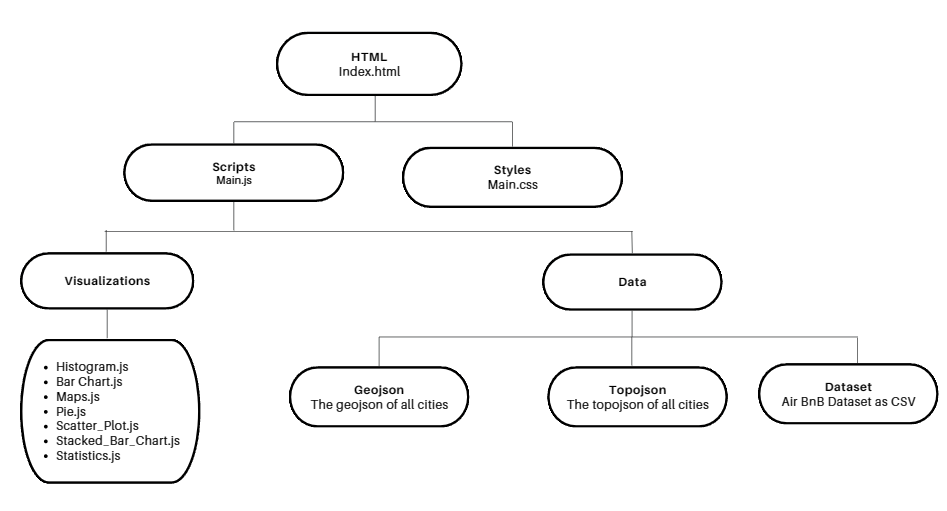 HTML
Index.html
Scripts
Main.js
Styles
Main.css
Visualizations
Data
• Histogram.js
• Bar Chart.js
• Maps.js
• Pie.js
• Scatter_Plot.js
• Stacked_Bar_Chart.js
• Statistics.js
Geojson
The geojson of all cities
Topojson
The topojson of all cities
Dataset
Air BnB Dataset as CSV